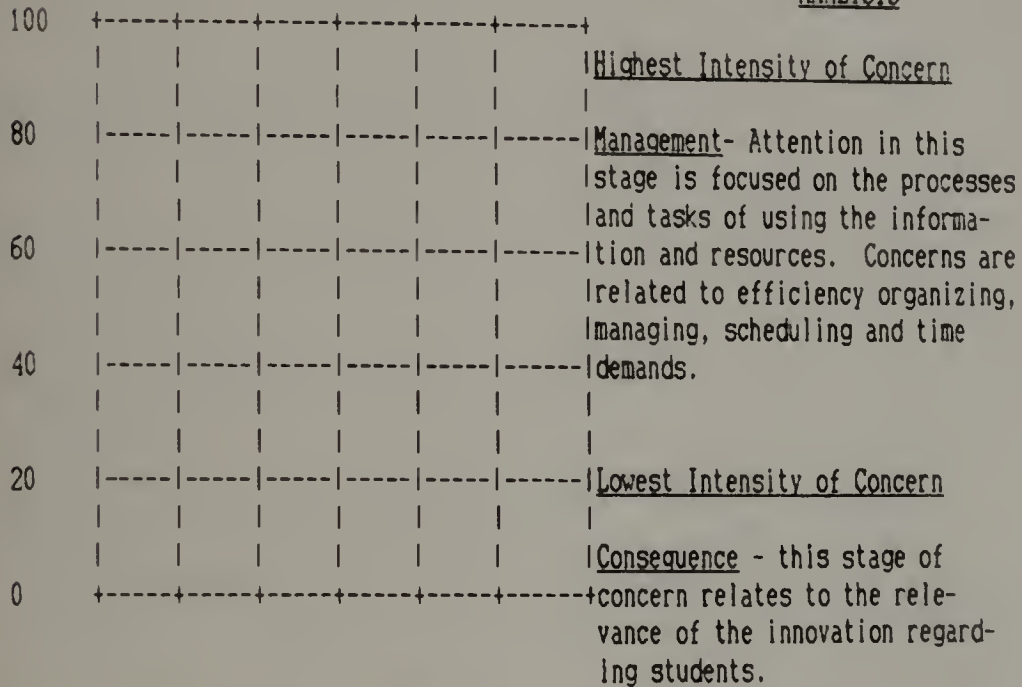 100 +-----+-----+-----+-----+-----+------+
| | | | | | |Highest Intensity of Concern
| | | | | | |
80 |-----|-----|-----|-----|-----|------|Management- Attention in this
| | | | | | |stage is focused on the processes
| | | | | | |and tasks of using the informa-
60 |-----|-----|-----|-----|-----|------|tion and resources. Concerns are
| | | | | | |related to efficiency organizing,
| | | | | | |managing, scheduling and time
40 |-----|-----|-----|-----|-----|------|demands.
| | | | | | |
| | | | | | |
20 |-----|-----|-----|-----|-----|------|Lowest Intensity of Concern
| | | | | | |
| | | | | | |Consequence - this stage of
0 +-----+-----+-----+-----+-----+------+concern relates to the rele-
vance of the innovation regard-
ing students.